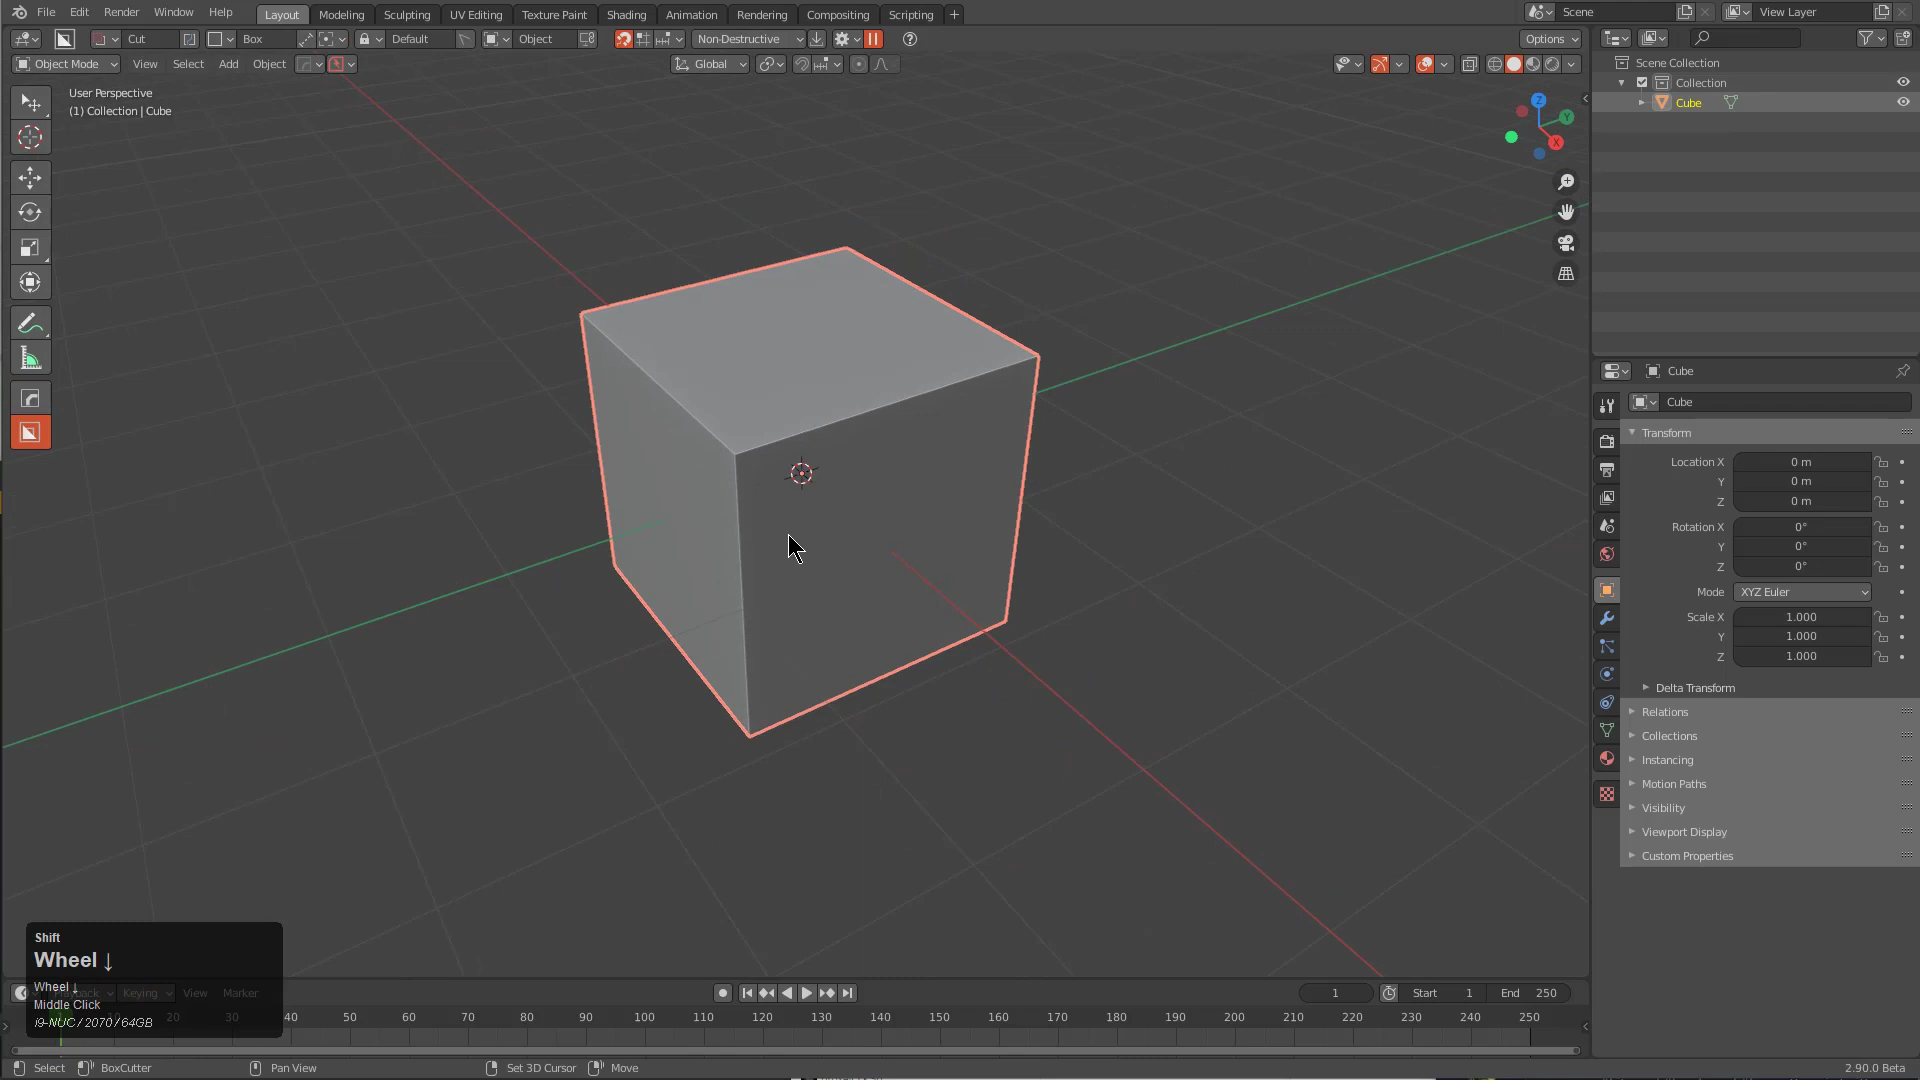 File Edit Render Window Help Layout Modeling Sculpting UV Editing Texture Paint Shading Animation Rendering Compositing Scripting + Scene View Layer
Cut Box Default Object Non-Destructive Options
Object Mode View Select Add Object Global
User Perspective
(1) Collection | Cube
Z
Y
X
Scene Collection
Collection
Cube
Cube
Cube
Transform
Location X 0 m
Y 0 m
Z 0 m
Rotation X 0°
Y 0°
Z 0°
Mode XYZ Euler
Scale X 1.000
Y 1.000
Z 1.000
Delta Transform
Relations
Collections
Instancing
Motion Paths
Visibility
Viewport Display
Custom Properties
Shift
Wheel ↓
Wheel ↓
Middle Click
i9-NUC / 2070 / 64GB
Playback Keying View Marker 1 Start 1 End 250
20 30 40 50 60 70 80 90 100 110 120 130 140 150 160 170 180 190 200 210 220 230 240 250
Select BoxCutter Pan View Set 3D Cursor Move 2.90.0 Beta